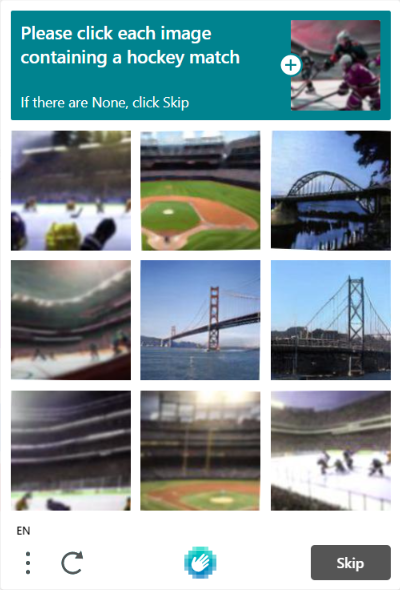 Please click each image
containing a hockey match
If there are None, click Skip
EN
Skip